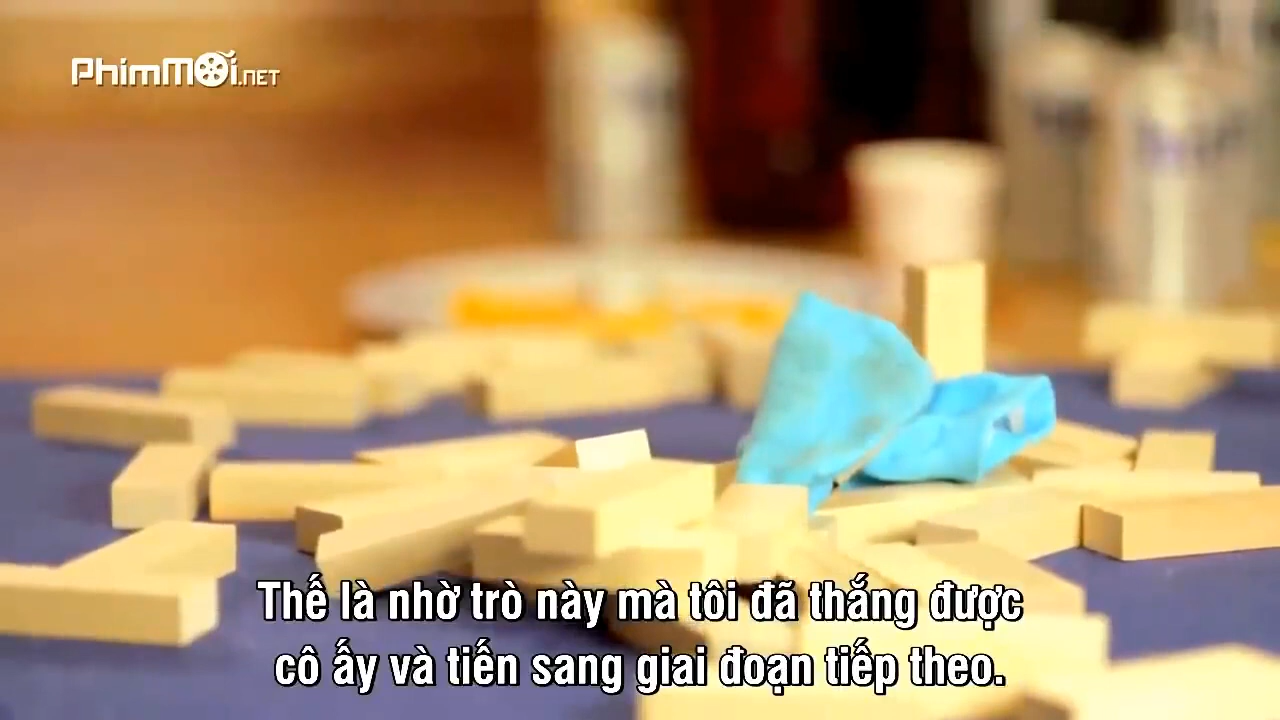 PhimMỗi.NET
Thế là nhờ trò này mà tôi đã thắng được
cô ấy và tiến sang giai đoạn tiếp theo.